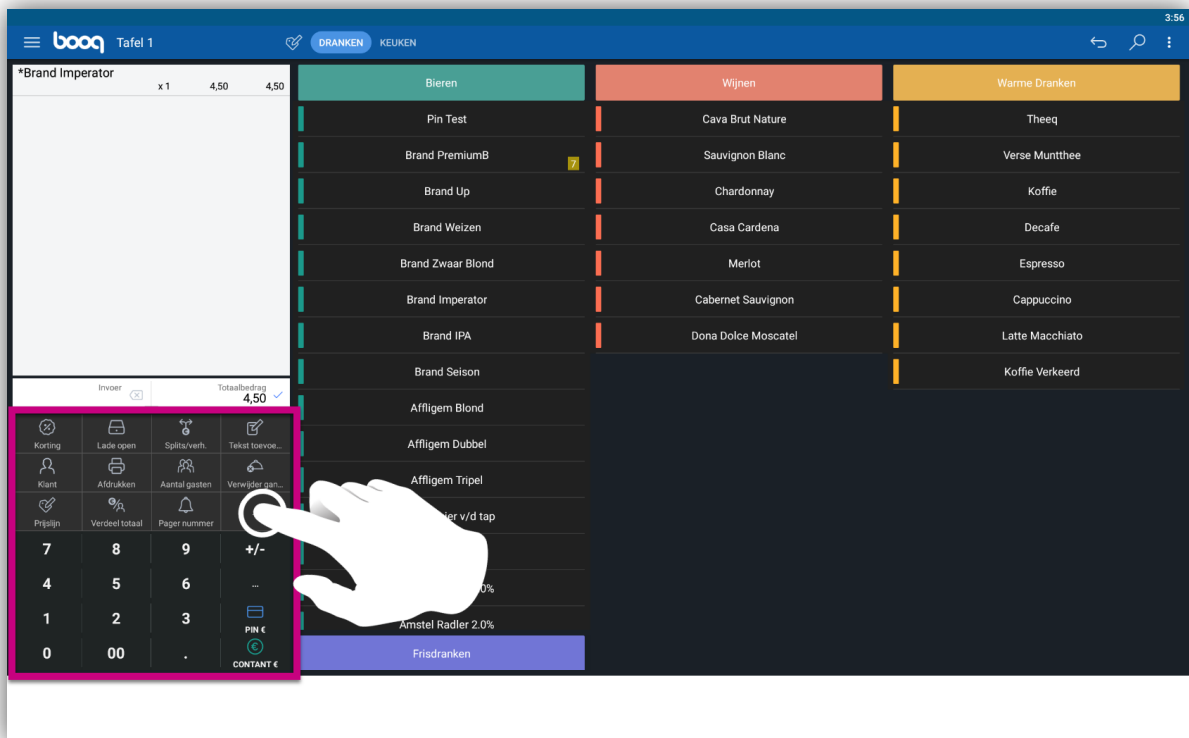 3:56
booq Tafel 1 DRANKEN KEUKEN
*Brand Imperator
x 1 4,50 4,50
Invoer Totaalbedrag
4,50
Korting Lade open Splits/verh. Tekst toevoe...
Klant Afdrukken Aantal gasten Verwijder gan...
Prijslijn Verdeel totaal Pager nummer
7 8 9 +/-
4 5 6 ...
1 2 3 PIN €
0 00 . CONTANT €
Bieren
Pin Test
Brand PremiumB 7
Brand Up
Brand Weizen
Brand Zwaar Blond
Brand Imperator
Brand IPA
Brand Seison
Affligem Blond
Affligem Dubbel
Affligem Tripel
v/d tap
0%
Amstel Radler 2.0%
Frisdranken
Wijnen
Cava Brut Nature
Sauvignon Blanc
Chardonnay
Casa Cardena
Merlot
Cabernet Sauvignon
Dona Dolce Moscatel
Warme Dranken
Theeq
Verse Muntthee
Koffie
Decafe
Espresso
Cappuccino
Latte Macchiato
Koffie Verkeerd